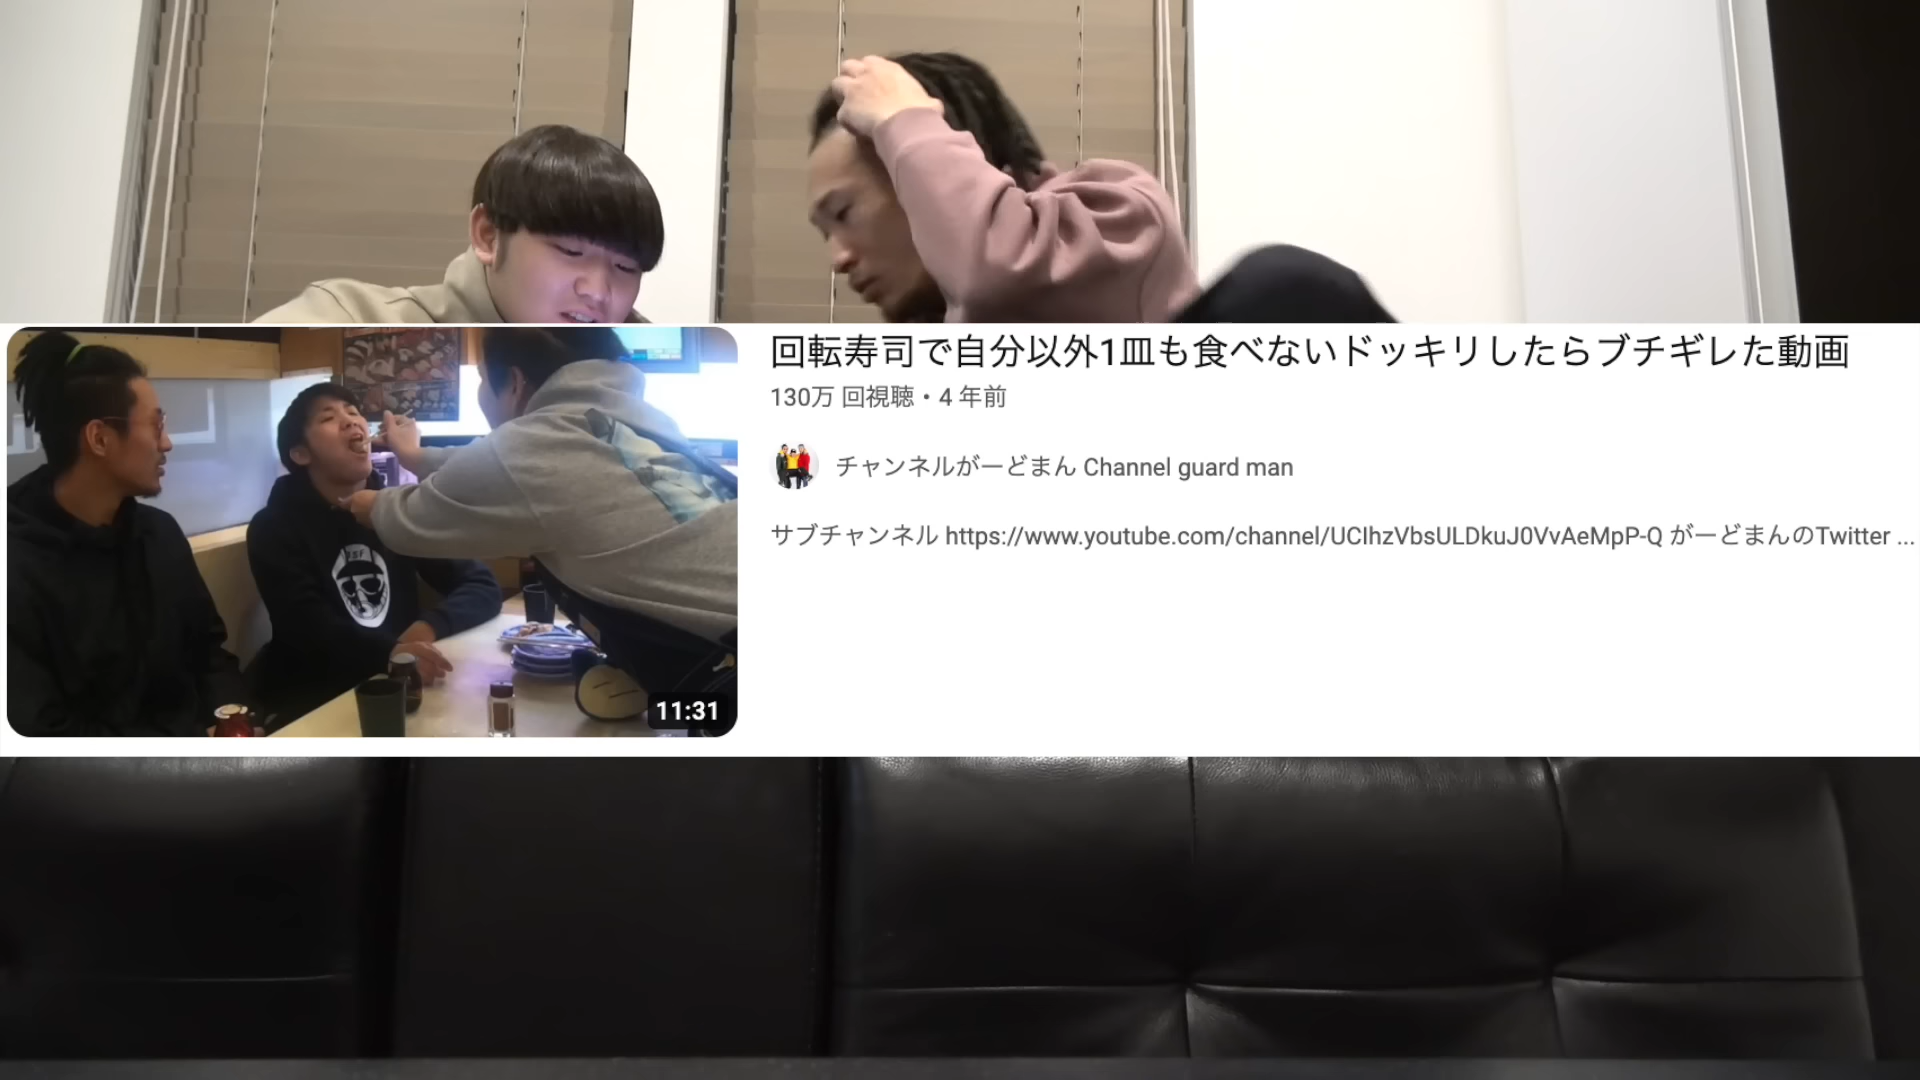 回転寿司で自分以外1皿も食べないドッキリしたらブチギレた動画
130万 回視聴・4 年前
チャンネルがーどまん Channel guard man
サブチャンネル https://www.youtube.com/channel/UCIhzVbsULDkuJ0VvAeMpP-Q がーどまんのTwitter ...
11:31